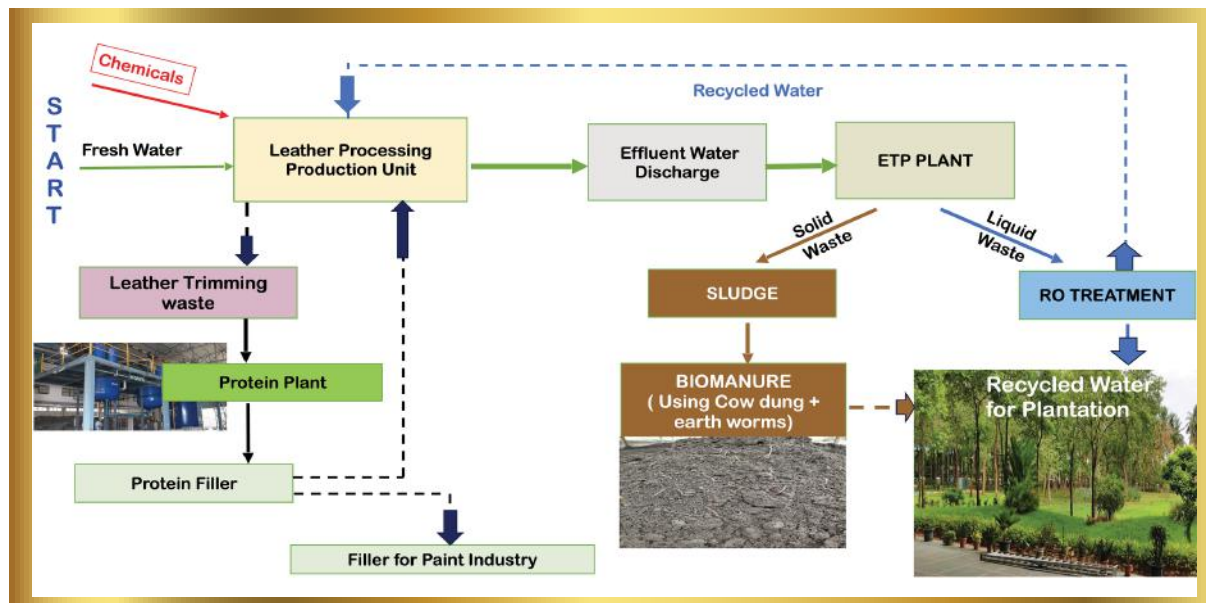 START
Chemicals
Fresh Water
Recycled Water
Leather Processing
Production Unit
Effluent Water
Discharge
ETP PLANT
Solid
Waste
Liquid
Waste
Leather Trimming
waste
SLUDGE
RO TREATMENT
Protein Plant
BIOMANURE
( Using Cow dung +
earth worms)
Recycled Water
for Plantation
Protein Filler
Filler for Paint Industry